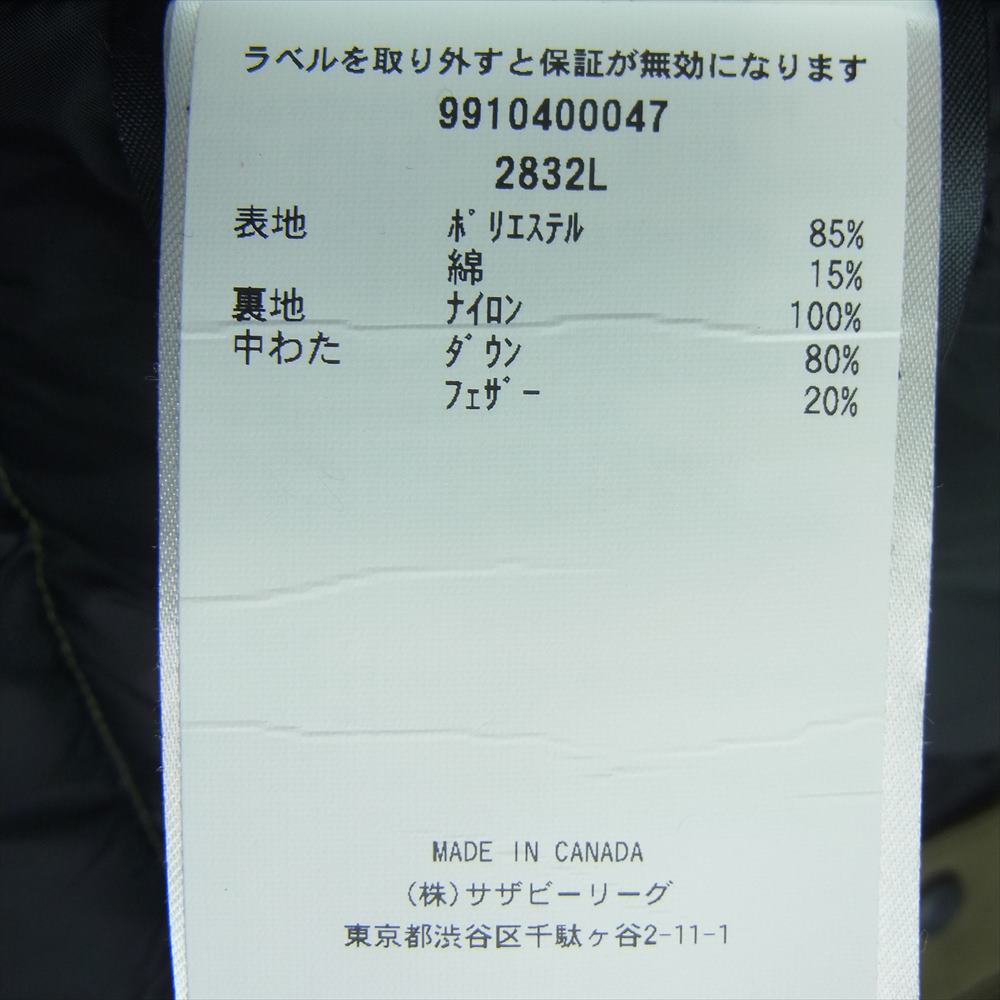 ラベルを取り外すと保証が無効になります
9910400047
2832L
表地 ﾎﾟﾘｴｽﾃﾙ 85%
綿 15%
裏地 ﾅｲﾛﾝ 100%
中わた ﾀﾞｳﾝ 80%
ﾌｪｻﾞｰ 20%
MADE IN CANADA
(株)サザビーリーグ
東京都渋谷区千駄ヶ谷2-11-1